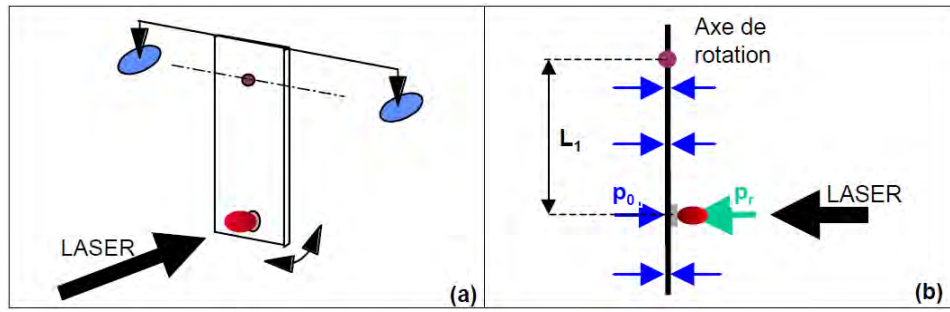 LASER
(a)
Axe de
rotation
L1
p0
pr
LASER
(b)